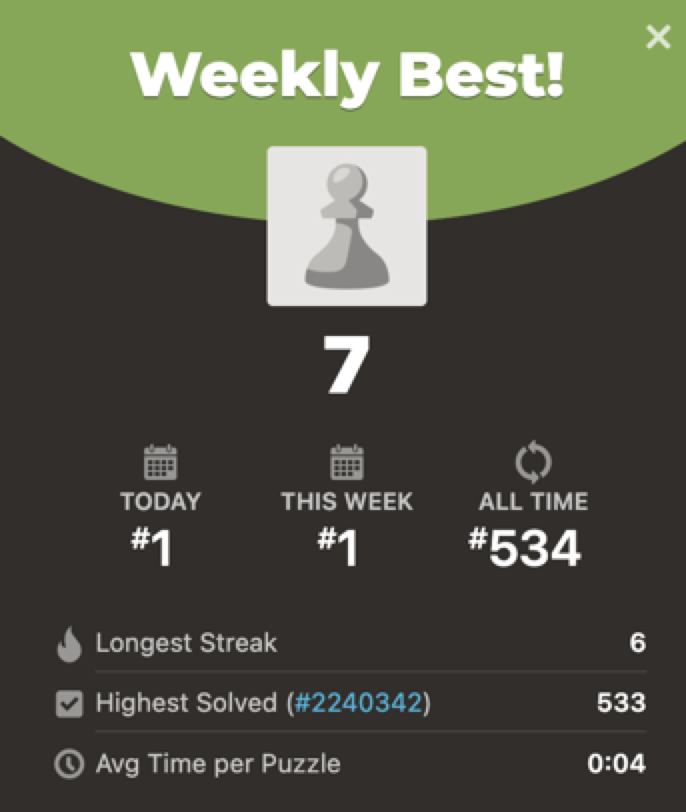 Weekly Best!
7
TODAY THIS WEEK ALL TIME
#1 #1 #534
Longest Streak 6
Highest Solved (#2240342) 533
Avg Time per Puzzle 0:04